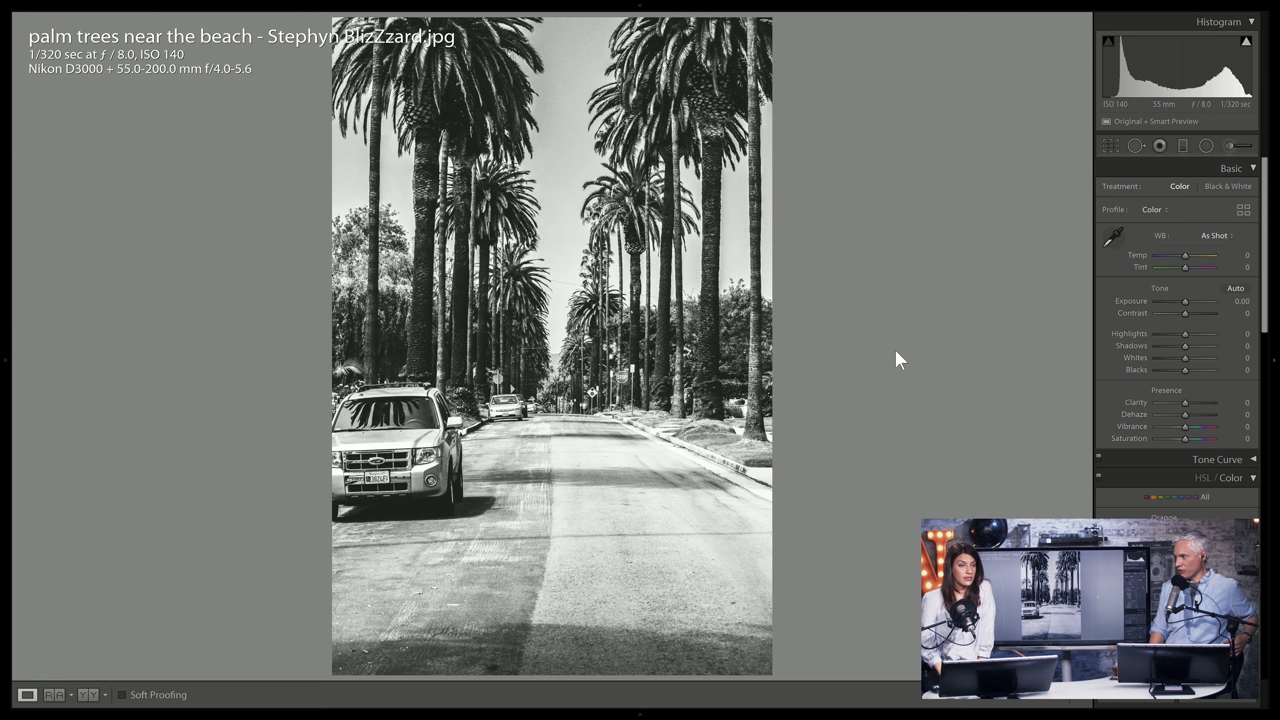 palm trees near the beach - Stephyn BlizZzard.jpg
1/320 sec at ƒ / 8.0, ISO 140
Nikon D3000 + 55.0-200.0 mm f/4.0-5.6
Histogram
ISO 140 55 mm ƒ / 8.0 1/320 sec
Original + Smart Preview
Basic
Treatment : Color Black & White
Profile : Color
WB : As Shot
Temp 0
Tint 0
Tone Auto
Exposure 0.00
Contrast 0
Highlights 0
Shadows 0
Whites 0
Blacks 0
Presence
Clarity 0
Dehaze 0
Vibrance 0
Saturation 0
Tone Curve
HSL / Color
All
Orange
R A Y Y Soft Proofing